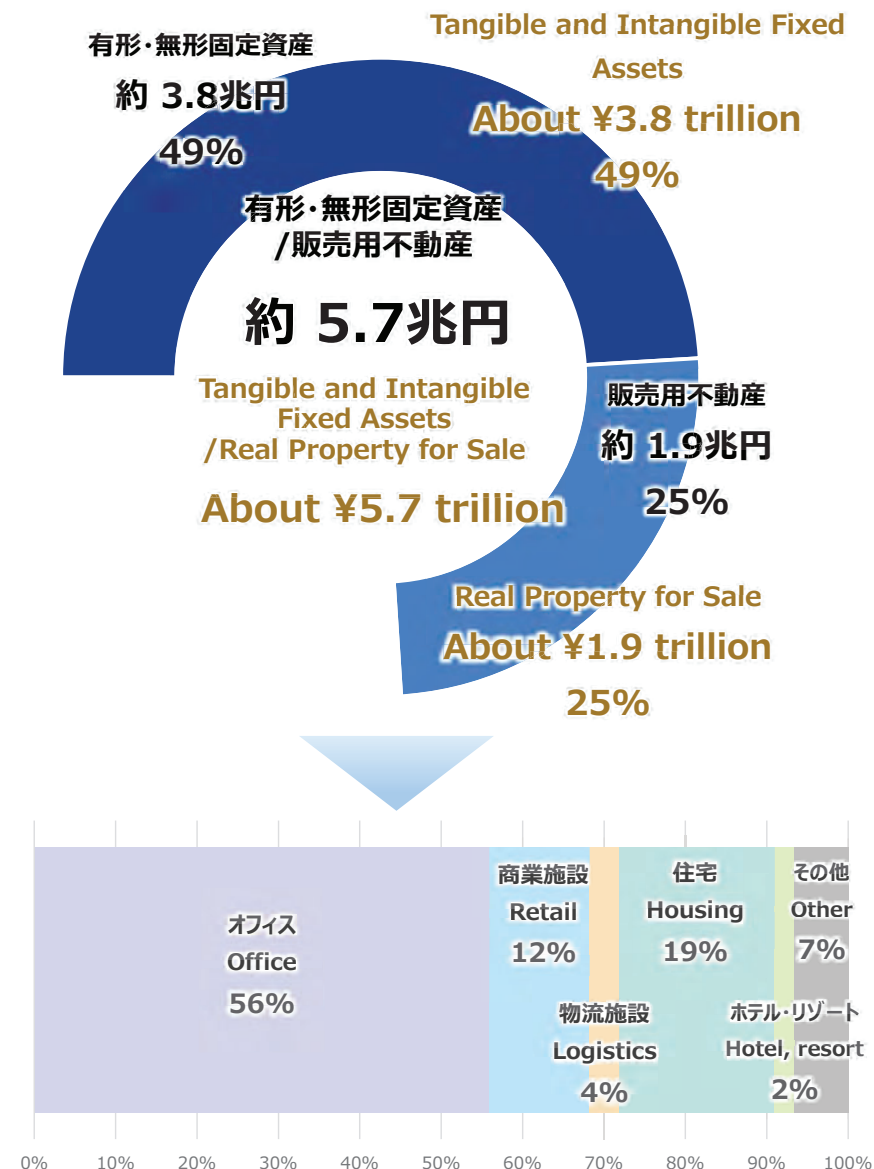 有形・無形固定資産
約 3.8兆円
49%
Tangible and Intangible Fixed
Assets
About ¥3.8 trillion
49%
有形・無形固定資産
/販売用不動産
約 5.7兆円
Tangible and Intangible
Fixed Assets
/Real Property for Sale
About ¥5.7 trillion
販売用不動産
約 1.9兆円
25%
Real Property for Sale
About ¥1.9 trillion
25%
オフィス
Office
56%
商業施設
Retail
12%
物流施設
Logistics
4%
住宅
Housing
19%
ホテル・リゾート
Hotel, resort
2%
その他
Other
7%
0% 10% 20% 30% 40% 50% 60% 70% 80% 90% 100%